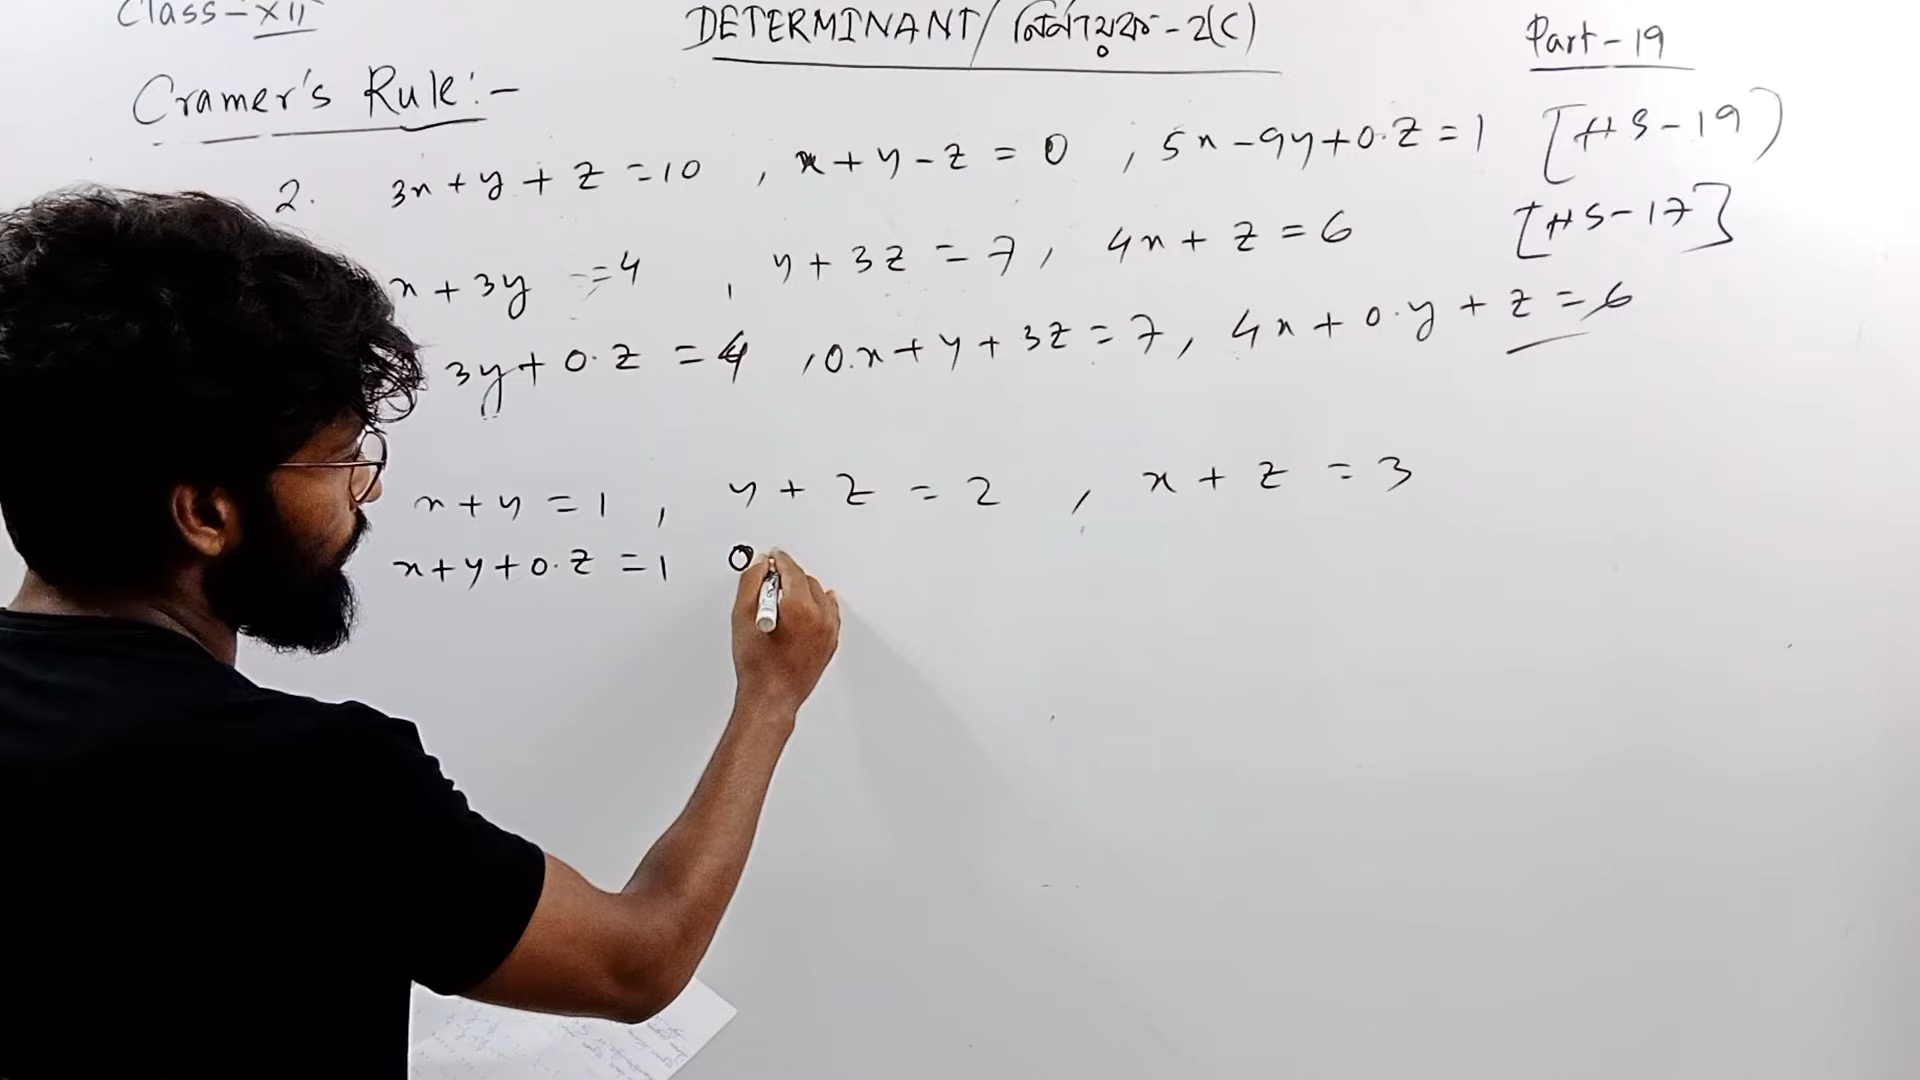 Class-XII
DETERMINANT/ নির্ণায়ক - 2(C)
Part-19
Cramer's Rule:-
2. 3x+y+z=10 , x+y-z=0 , 5x-9y+0.z=1 [HS-19)
x+3y =4 , y+3z=7, 4x+z=6 [HS-17]
3y+0.z=4 ,0.x+y+3z=7, 4x+0.y+z=6
x+y=1, y+z=2 , x+z=3
x+y+0.z=1 0